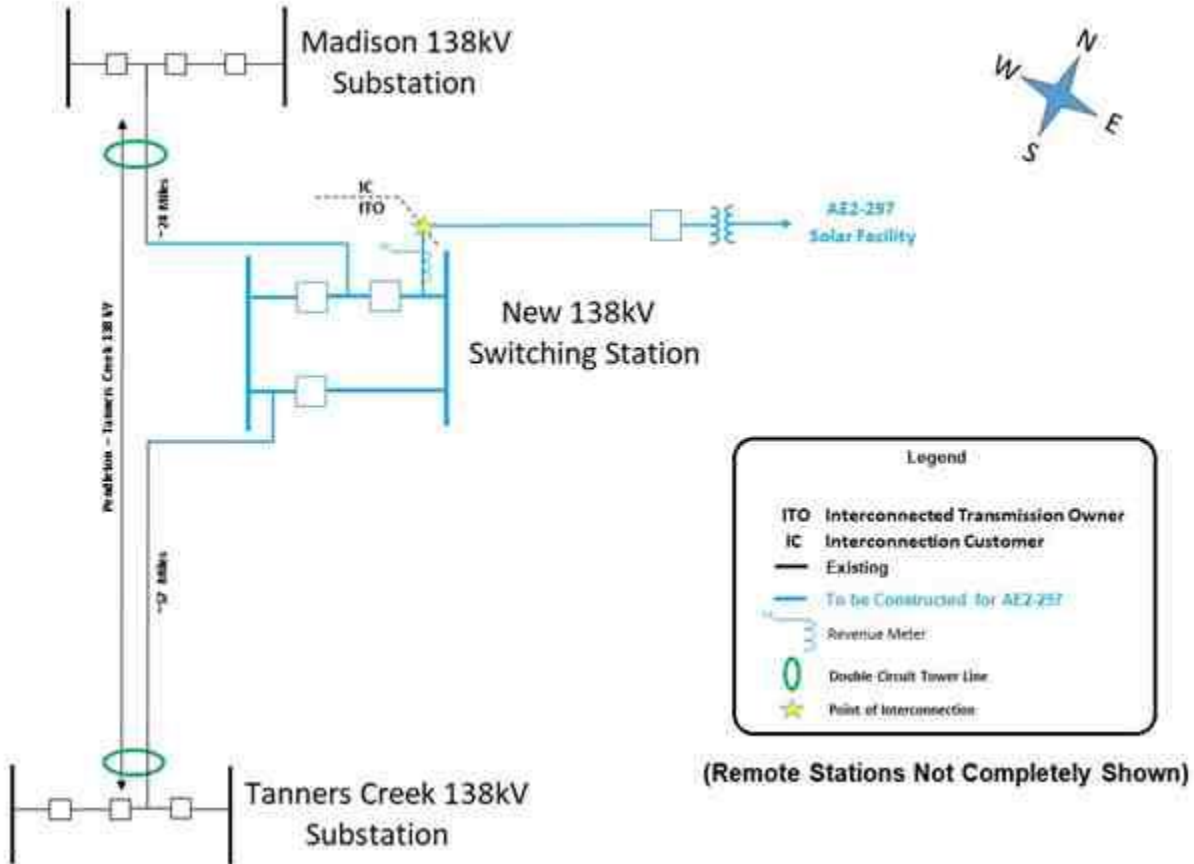 Madison 138kV
Substation
N
W
E
S
IC
ITO
AE2-297
Solar Facility
Miles
Pendleton – Tanners Creek 138 kV
New 138kV
Switching Station
Miles
Legend
ITO Interconnected Transmission Owner
IC Interconnection Customer
Existing
To be Constructed for AE2-297
Revenue Meter
Double Circuit Tower Line
Point of Interconnection
(Remote Stations Not Completely Shown)
Tanners Creek 138kV
Substation